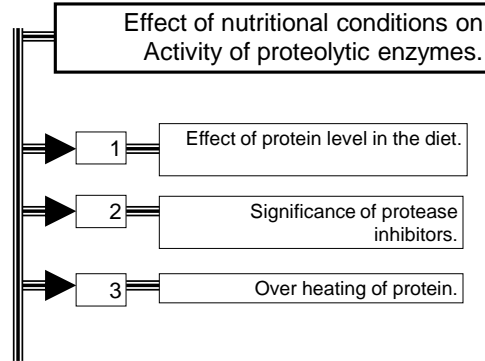 Effect of nutritional conditions on
Activity of proteolytic enzymes.
1
Effect of protein level in the diet.
2
Significance of protease
inhibitors.
3
Over heating of protein.